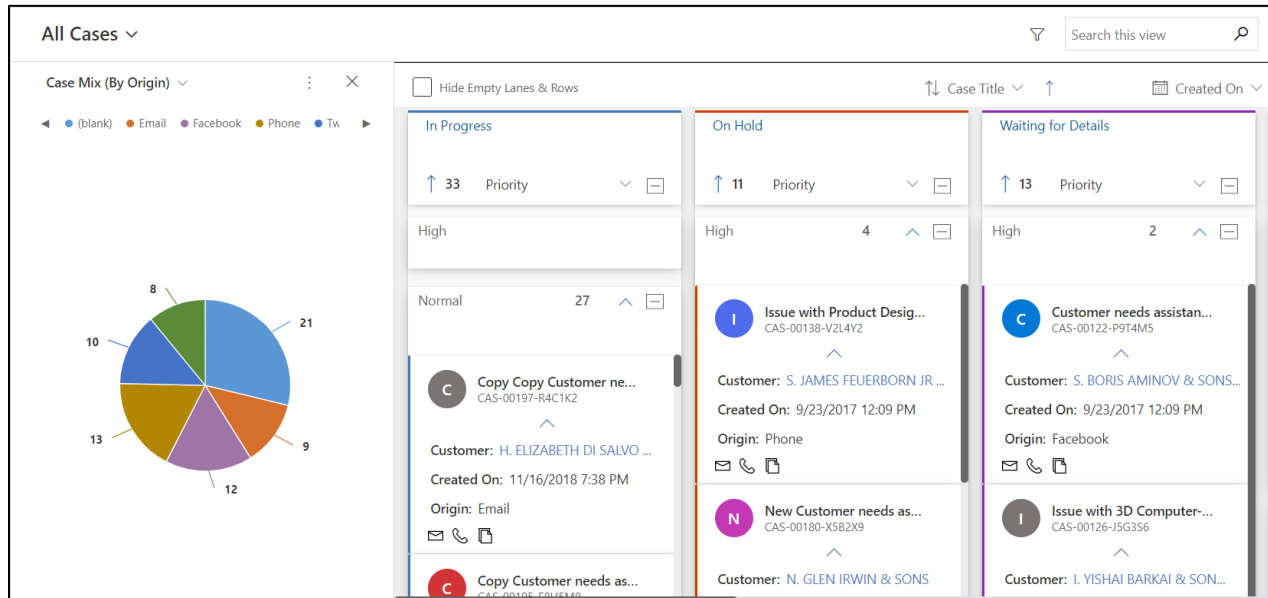 All Cases
Search this view
Case Mix (By Origin)
(blank) Email Facebook Phone Tw
8
21
10
13
9
12
Hide Empty Lanes & Rows
Case Title
Created On
In Progress
33 Priority
High
Normal 27
C
Copy Copy Customer ne...
CAS-00197-R4C1K2
Customer: H. ELIZABETH DI SALVO ...
Created On: 11/16/2018 7:38 PM
Origin: Email
C
Copy Customer needs as...
On Hold
11 Priority
High 4
I
Issue with Product Desig...
CAS-00138-V2L4Y2
Customer: S. JAMES FEUERBORN JR ...
Created On: 9/23/2017 12:09 PM
Origin: Phone
N
New Customer needs as...
CAS-00180-X5B2X9
Customer: N. GLEN IRWIN & SONS
Waiting for Details
13 Priority
High 2
C
Customer needs assistan...
CAS-00122-P9T4M5
Customer: S. BORIS AMINOV & SONS...
Created On: 9/23/2017 12:09 PM
Origin: Facebook
I
Issue with 3D Computer-...
CAS-00126-J5G3S6
Customer: I. YISHAI BARKAI & SON...